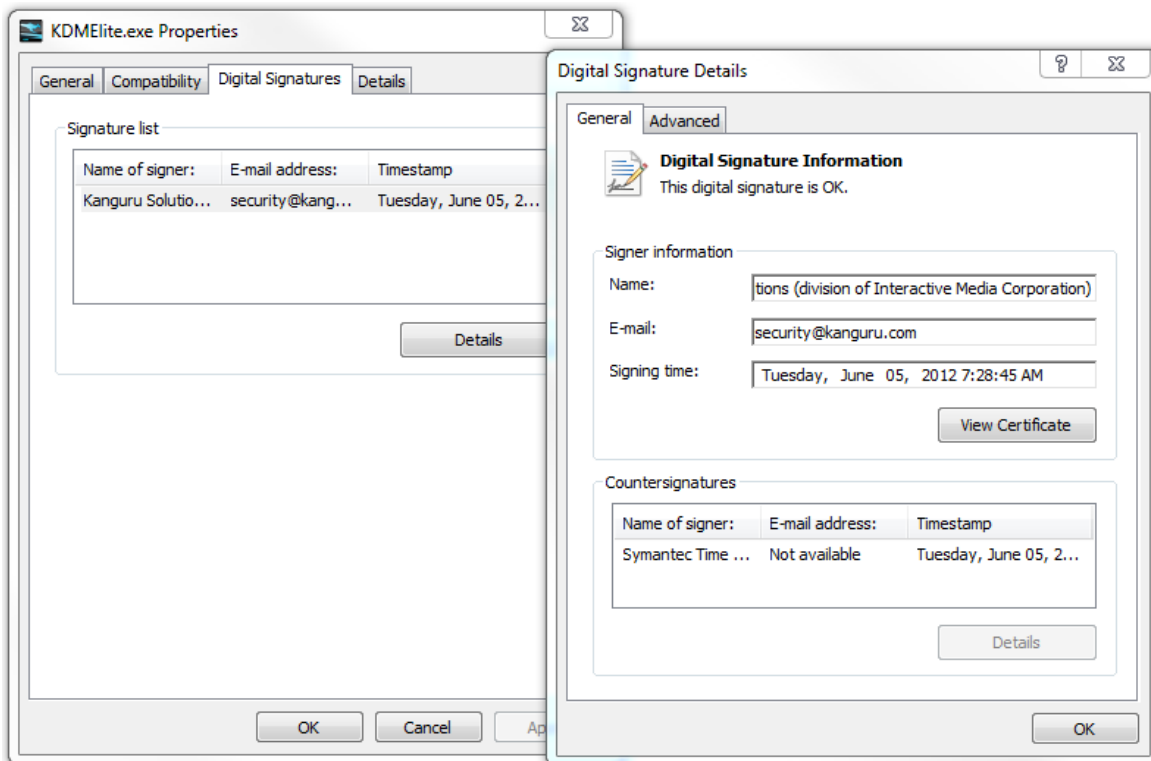 KDMElite.exe Properties
General Compatibility Digital Signatures Details
Signature list
Name of signer: E-mail address: Timestamp
Kanguru Solutio... security@kang... Tuesday, June 05, 2...
Details
OK Cancel Ap
Digital Signature Details
General Advanced
Digital Signature Information
This digital signature is OK.
Signer information
Name: tions (division of Interactive Media Corporation)
E-mail: security@kanguru.com
Signing time: Tuesday, June 05, 2012 7:28:45 AM
View Certificate
Countersignatures
Name of signer: E-mail address: Timestamp
Symantec Time ... Not available Tuesday, June 05, 2...
Details
OK